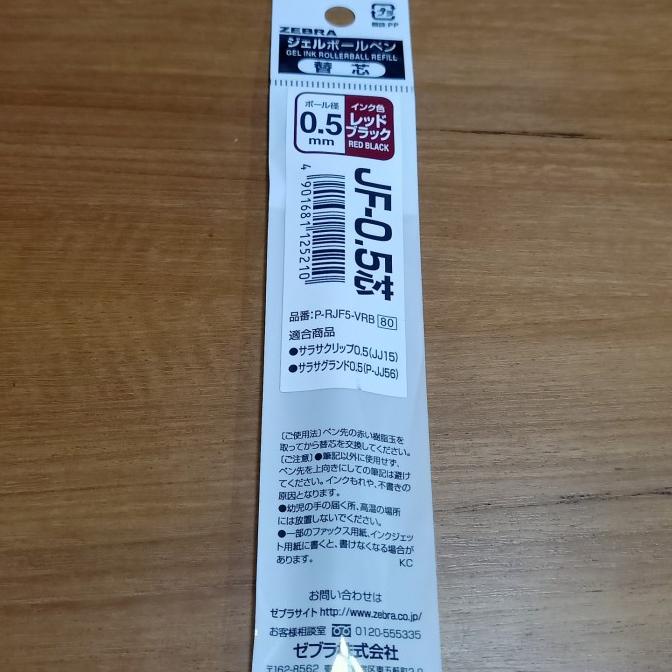 ZEBRA
ジェルボールペン
GEL INK ROLLERBALL REFILL
替 芯
ボール径
0.5
mm
インク色
レッド
ブラック
RED BLACK
JF-0.5芯
4 901681 125210
品番:P-RJF5-VRB 80
適合商品
●サラサクリップ0.5(JJ15)
●サラサグランド0.5(P-JJ56)
〔ご使用法〕ペン先の赤い樹脂玉を
取ってから替芯を交換してください。
〔ご注意〕●筆記以外に使用せず、
ペン先を上向きにしての筆記は避け
てください。インクもれや、不書きの
原因となります。
●幼児の手の届く所、高温の場所
には放置しないでください。
●一部のファックス用紙、インクジェッ
ト用紙に書くと、書けなくなる場合が
あります。 KC
お問い合わせは
ゼブラサイト http://www.zebra.co.jp/
お客様相談室 0120-555335
ゼブラ株式会社
〒162-8562